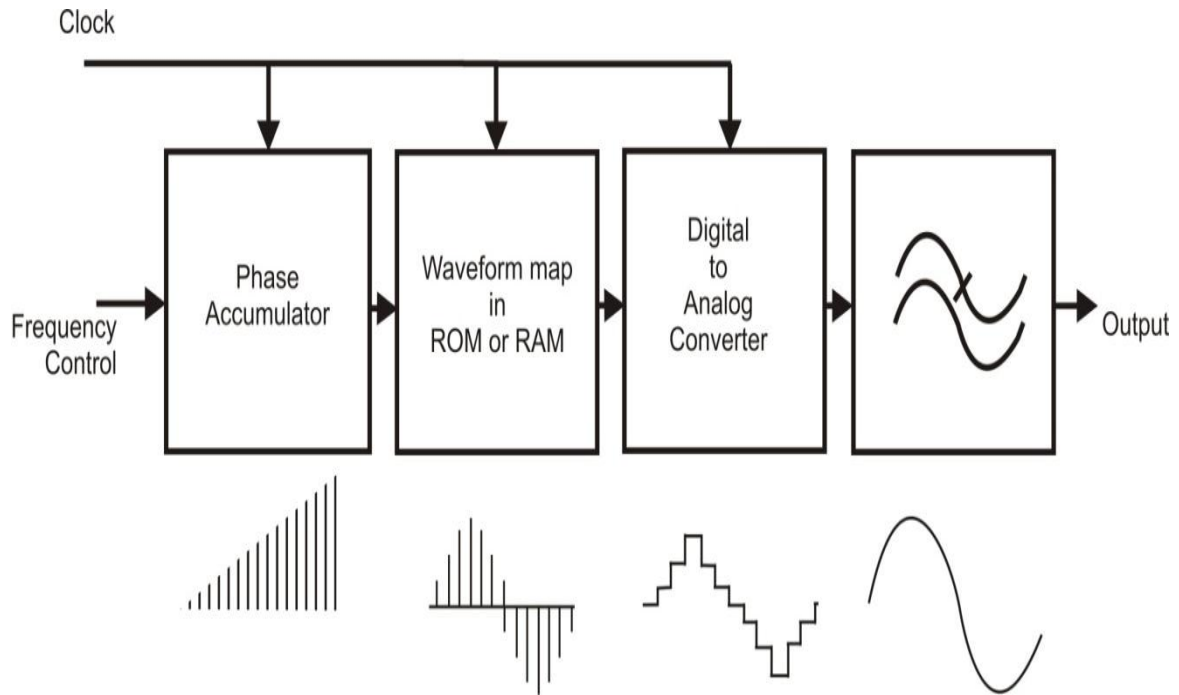 Clock
Frequency
Control
Phase
Accumulator
Waveform map
in
ROM or RAM
Digital
to
Analog
Converter
Output